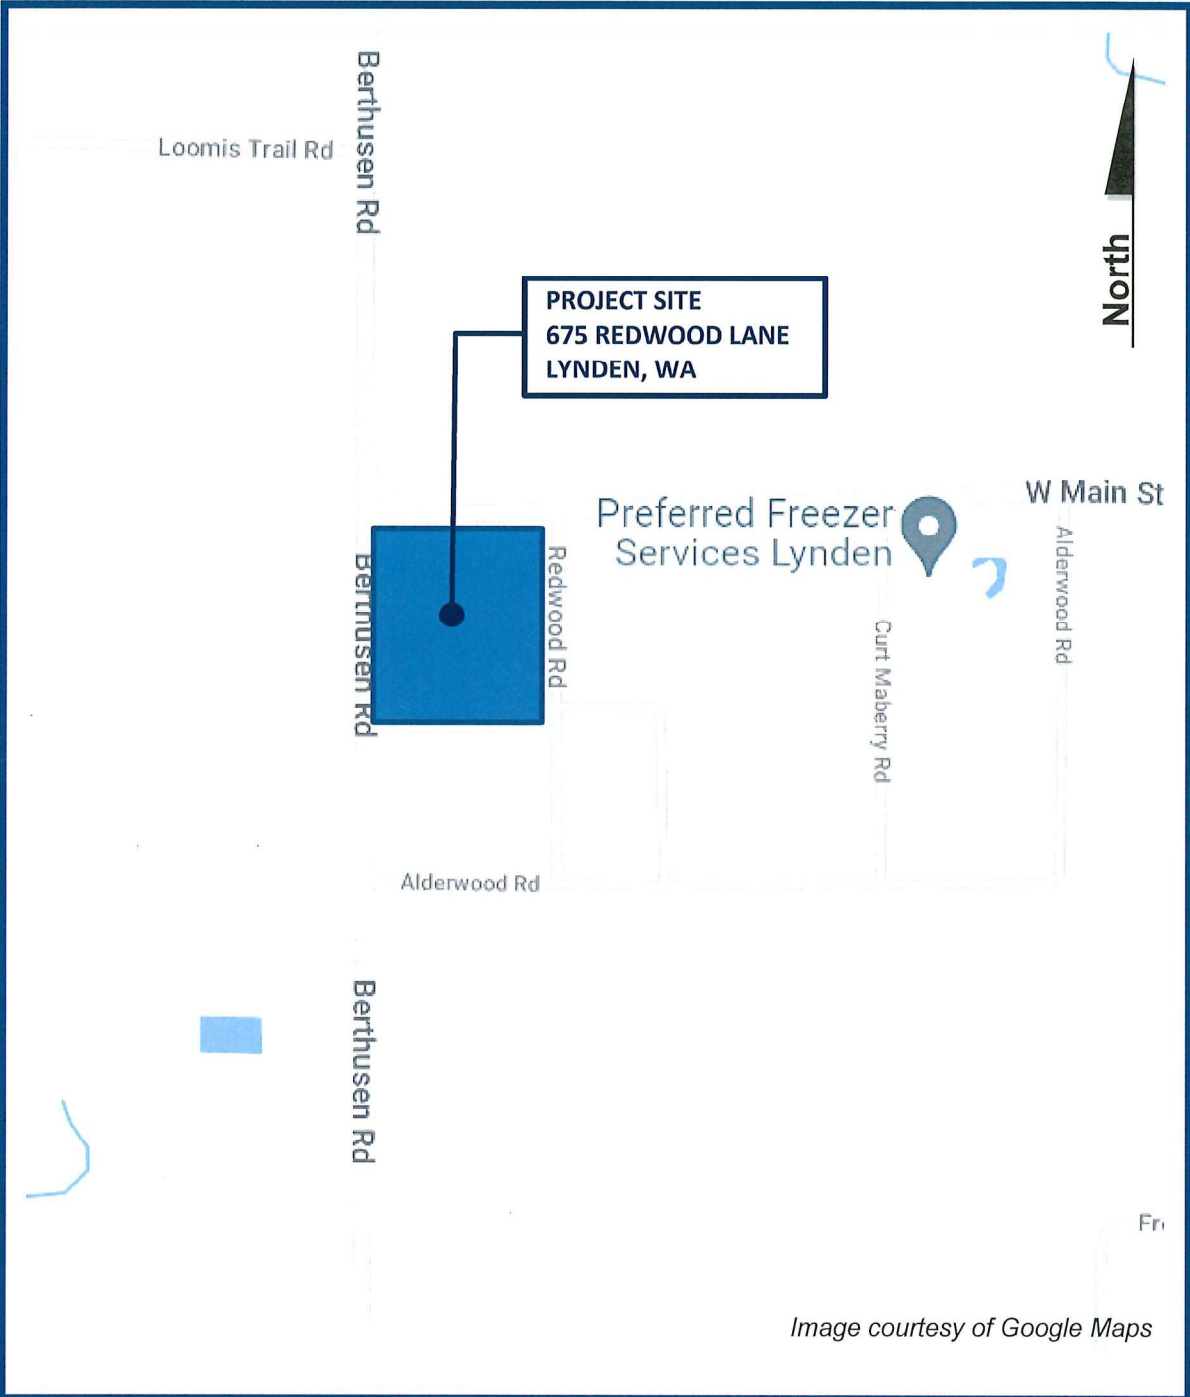 Berthusen Rd
Loomis Trail Rd
North
PROJECT SITE
675 REDWOOD LANE
LYNDEN, WA
W Main St
Preferred Freezer
Services Lynden
Alderwood Rd
Berthusen Rd
Redwood Rd
Curt Maberry Rd
Alderwood Rd
Berthusen Rd
Image courtesy of Google Maps